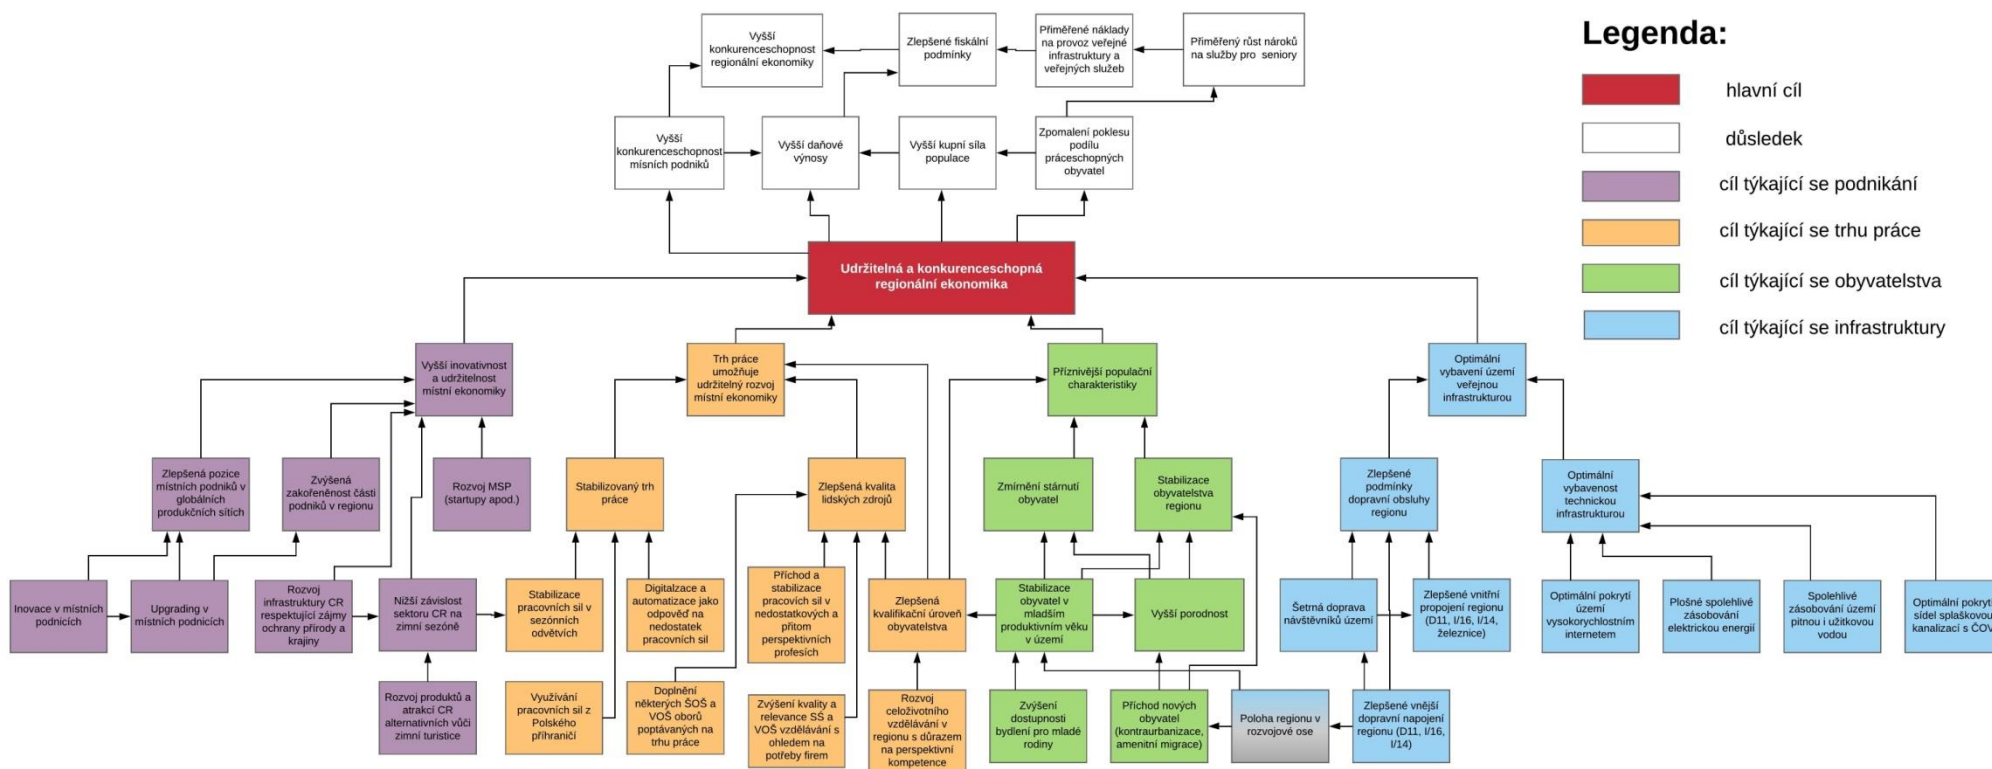 Vyšší
konkurenceschopnost
regionální ekonomiky
Zlepšené fiskální
podmínky
Přiměřené náklady
na provoz veřejné
infrastruktury a
veřejných služeb
Přiměřený růst nároků
na služby pro seniory
Legenda:
hlavní cíl
důsledek
cíl týkající se podnikání
cíl týkající se trhu práce
cíl týkající se obyvatelstva
cíl týkající se infrastruktury
Vyšší
konkurenceschopnost
mísních podniků
Vyšší daňové
výnosy
Vyšší kupní síla
populace
Zpomalení poklesu
podílu
práceschopných
obyvatel
Udržitelná a konkurenceschopná
regionální ekonomika
Vyšší inovativnost
a udržitelnost
místní ekonomiky
Trh práce
umožňuje
udržitelný rozvoj
místní ekonomiky
Příznivější populační
charakteristiky
Optimální
vybavení území
veřejnou
infrastrukturou
Zlepšená pozice
místních podniků v
globálních
produkčních sítích
Zvýšená
zakořeněnost části
podniků v regionu
Rozvoj MSP
(startupy apod.)
Stabilizovaný trh
práce
Zlepšená kvalita
lidských zdrojů
Zmírnění stárnutí
obyvatel
Stabilizace
obyvatelstva
regionu
Zlepšené
podmínky
dopravní obsluhy
regionu
Optimální
vybavenost
technickou
infrastrukturou
Inovace v místních
podnicích
Upgrading v
místních podnicích
Rozvoj
infrastruktury CR
respektující zájmy
ochrany přírody a
krajiny
Nižší závislost
sektoru CR na
zimní sezóně
Stabilizace
pracovních sil v
sezónních
odvětvích
Digitalzace a
automatizace jako
odpověď na
nedostatek
pracovních sil
Příchod a
stabilizace
pracovích sil v
nedostatkových a
přitom
perspektivních
profesích
Zlepšená
kvalifikační úroveň
obyvatelstva
Stabilizace
obyvatel v
mladším
produktivním věku
v území
Vyšší porodnost
Šetrná doprava
návštěvníků území
Zlepšené vnitřní
propojení regionu
(D11, I/16, I/14,
železnice)
Optimální pokrytí
území
vysokorychlostním
internetem
Plošné spolehlivé
zásobování
elektrickou energií
Spolehlivé
zásobování území
pitnou i užitkovou
vodou
Optimální pokrytí
sídel splaškovou
kanalizací s ČOV
Rozvoj produktů a
atrakcí CR
alternativních vůči
zimní turistice
Využívání
pracovních sil z
Polského
příhraničí
Doplnění
některých ŠOŠ a
VOŠ oborů
poptávaných na
trhu práce
Zvýšení kvality a
relevance SŠ a
VOŠ vzdělávání s
ohledem na
potřeby firem
Rozvoj
celoživotního
vzdělávání v
regionu s důrazem
na perspektivní
kompetence
Zvýšení
dostupnosti
bydlení pro mladé
rodiny
Příchod nových
obyvatel
(kontraurbanizace,
amenitní migrace)
Poloha regionu v
rozvojové ose
Zlepšené vnější
dopravní napojení
regionu (D11, I/16,
I/14)